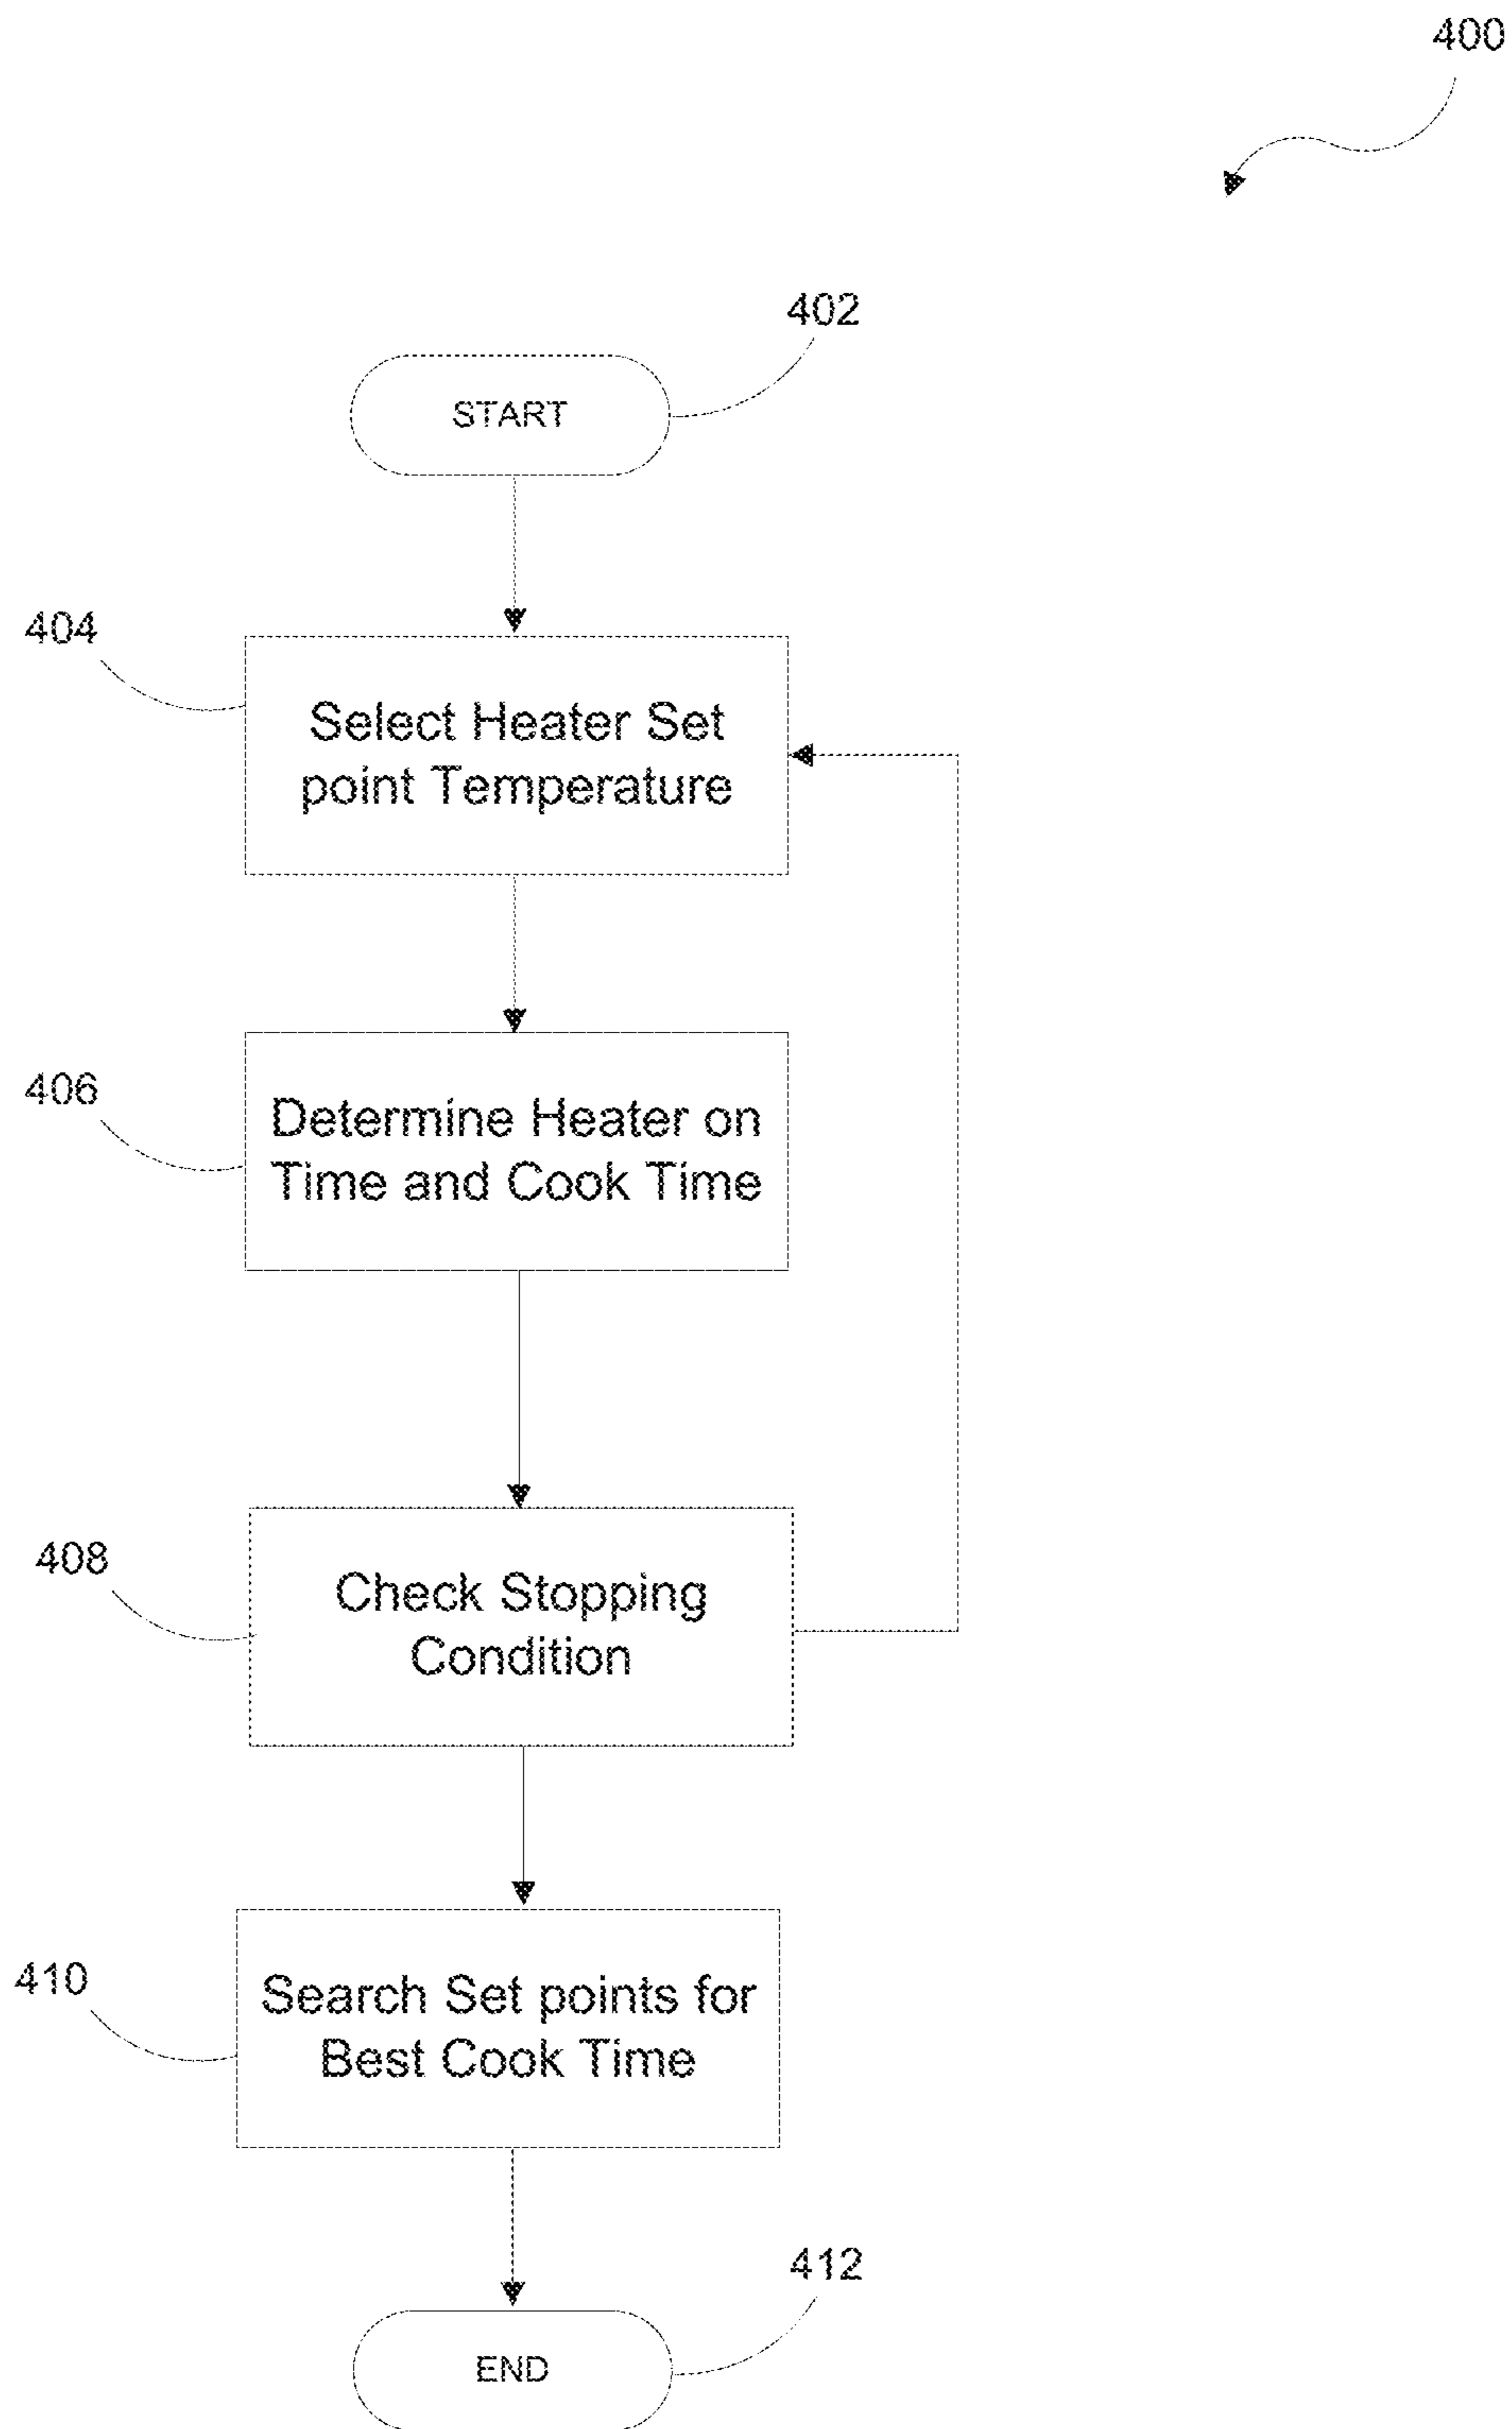 400
402
START
404
Select Heater Set
point Temperature
406
Determine Heater on
Time and Cook Time
408
Check Stopping
Condition
410
Search Set points for
Best Cook Time
412
END